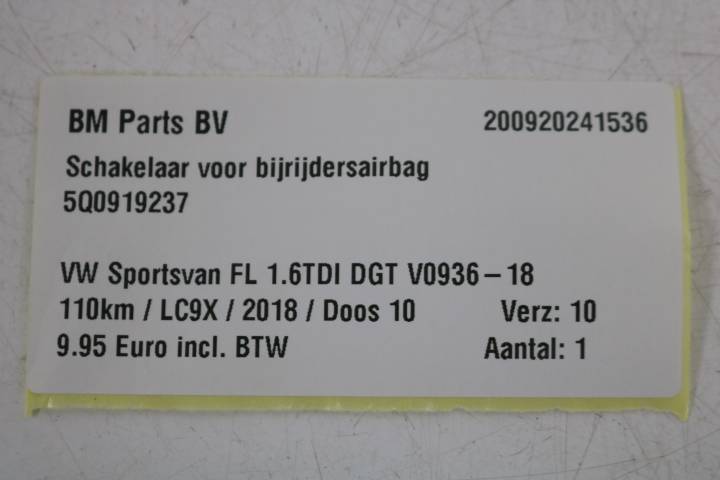 BM Parts BV 200920241536
Schakelaar voor bijrijdersairbag
5Q0919237
VW Sportsvan FL 1.6TDI DGT V0936-18
110km / LC9X / 2018 / Doos 10 Verz: 10
9.95 Euro incl. BTW Aantal: 1